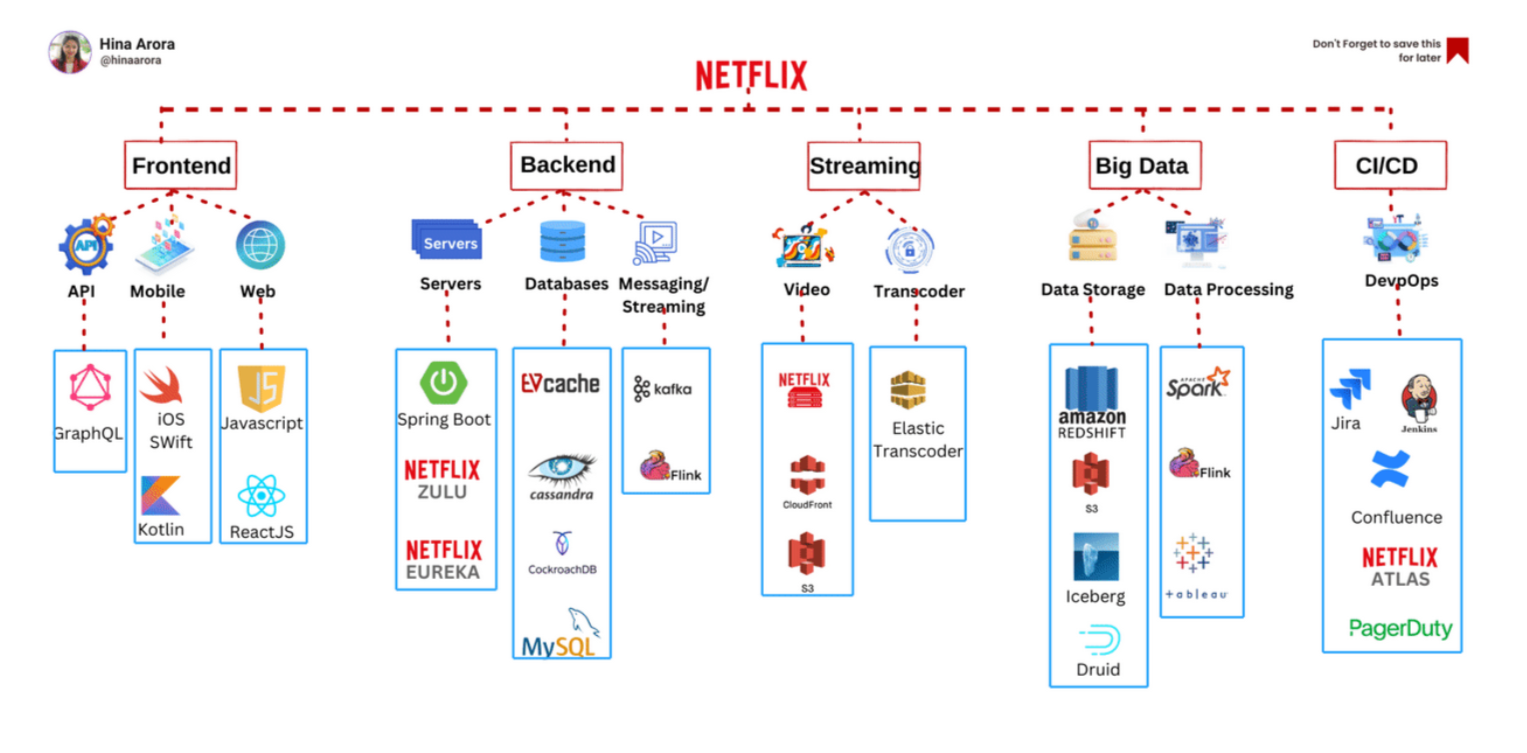 Hina Arora
@hinaarora
Don't Forget to save this
for later
NETFLIX
Frontend
Backend
Streaming
Big Data
CI/CD
API
API
Mobile
Web
Servers
Servers
Databases
Messaging/
Streaming
Video
Transcoder
Data Storage
Data Processing
DevpOps
GraphQL
iOS
SWift
Kotlin
JS
Javascript
ReactJS
Spring Boot
NETFLIX
ZULU
NETFLIX
EUREKA
EVcache
cassandra
CockroachDB
MySQL
kafka
Flink
NETFLIX
CloudFront
S3
Elastic
Transcoder
amazon
REDSHIFT
S3
Iceberg
Druid
APACHE
Spark
Flink
+ableau
Jira
Jenkins
Confluence
NETFLIX
ATLAS
PagerDuty